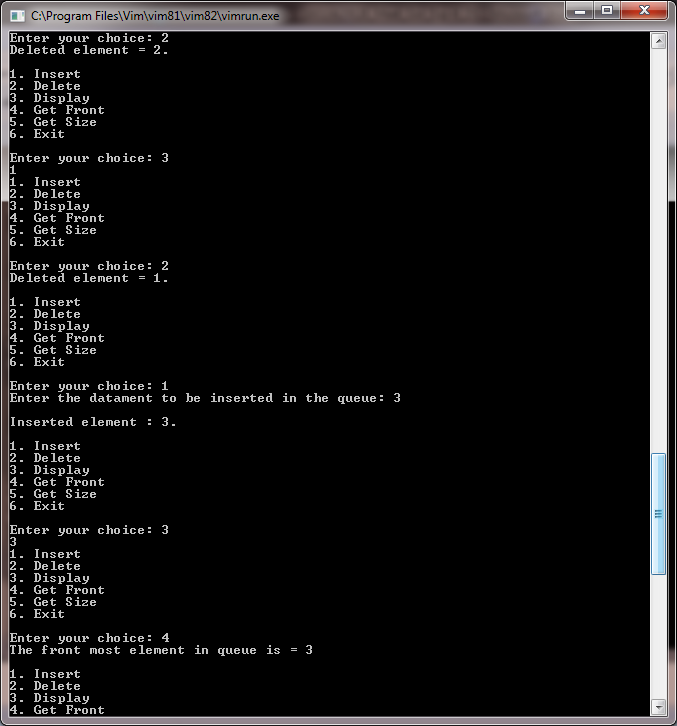 C:\Program Files\Vim\vim81\vim82\vimrun.exe
Enter your choice: 2
Deleted element = 2.
1. Insert
2. Delete
3. Display
4. Get Front
5. Get Size
6. Exit
Enter your choice: 3
1
1. Insert
2. Delete
3. Display
4. Get Front
5. Get Size
6. Exit
Enter your choice: 2
Deleted element = 1.
1. Insert
2. Delete
3. Display
4. Get Front
5. Get Size
6. Exit
Enter your choice: 1
Enter the datament to be inserted in the queue: 3
Inserted element : 3.
1. Insert
2. Delete
3. Display
4. Get Front
5. Get Size
6. Exit
Enter your choice: 3
3
1. Insert
2. Delete
3. Display
4. Get Front
5. Get Size
6. Exit
Enter your choice: 4
The front most element in queue is = 3
1. Insert
2. Delete
3. Display
4. Get Front